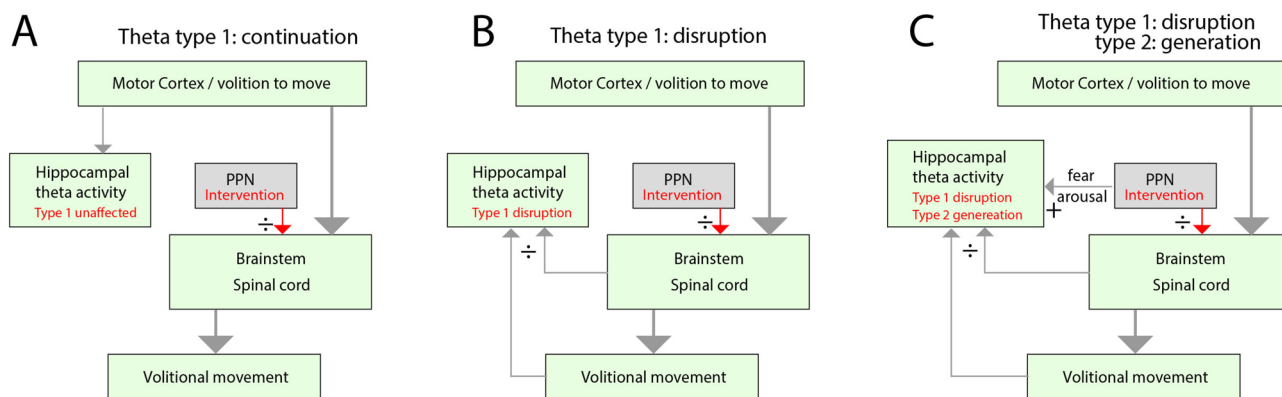 A
Theta type 1: continuation
Motor Cortex / volition to move
Hippocampal
theta activity
Type 1 unaffected
PPN
Intervention
÷
Brainstem
Spinal cord
Volitional movement
B
Theta type 1: disruption
Motor Cortex / volition to move
Hippocampal
theta activity
Type 1 disruption
PPN
Intervention
÷
÷
Brainstem
Spinal cord
Volitional movement
C
Theta type 1: disruption
type 2: generation
Motor Cortex / volition to move
Hippocampal
theta activity
Type 1 disruption
Type 2 genereation
fear
arousal
+
PPN
Intervention
÷
÷
Brainstem
Spinal cord
Volitional movement